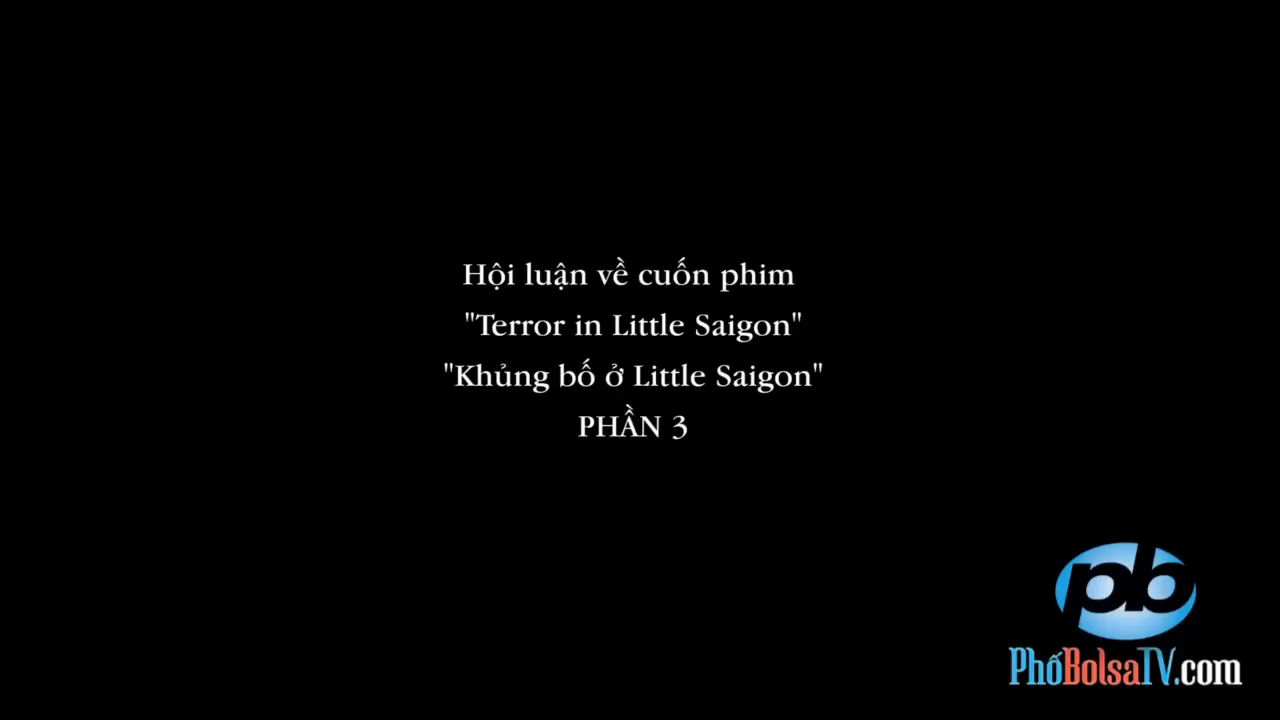 Hội luận về cuốn phim
"Terror in Little Saigon"
"Khủng bố ở Little Saigon"
PHẦN 3
pb
PhốBolsaTV.com